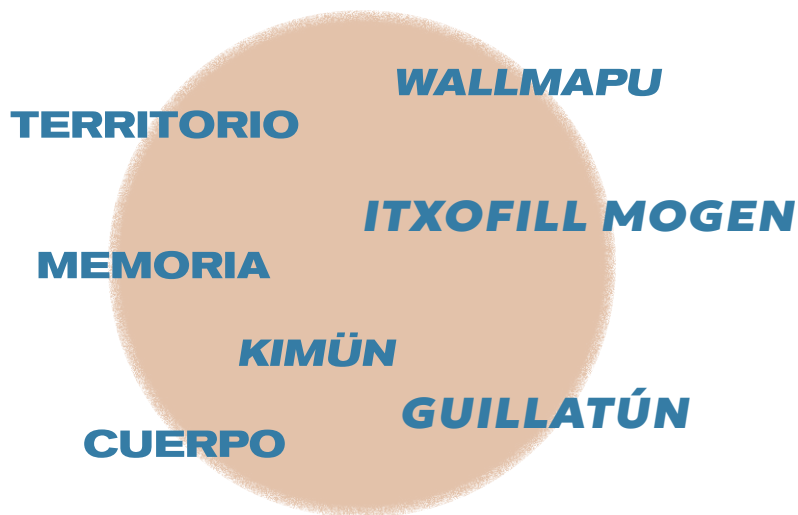 WALLMAPU
TERRITORIO
ITXOFILL MOGEN
MEMORIA
KIMÜN
GUILLATÚN
CUERPO